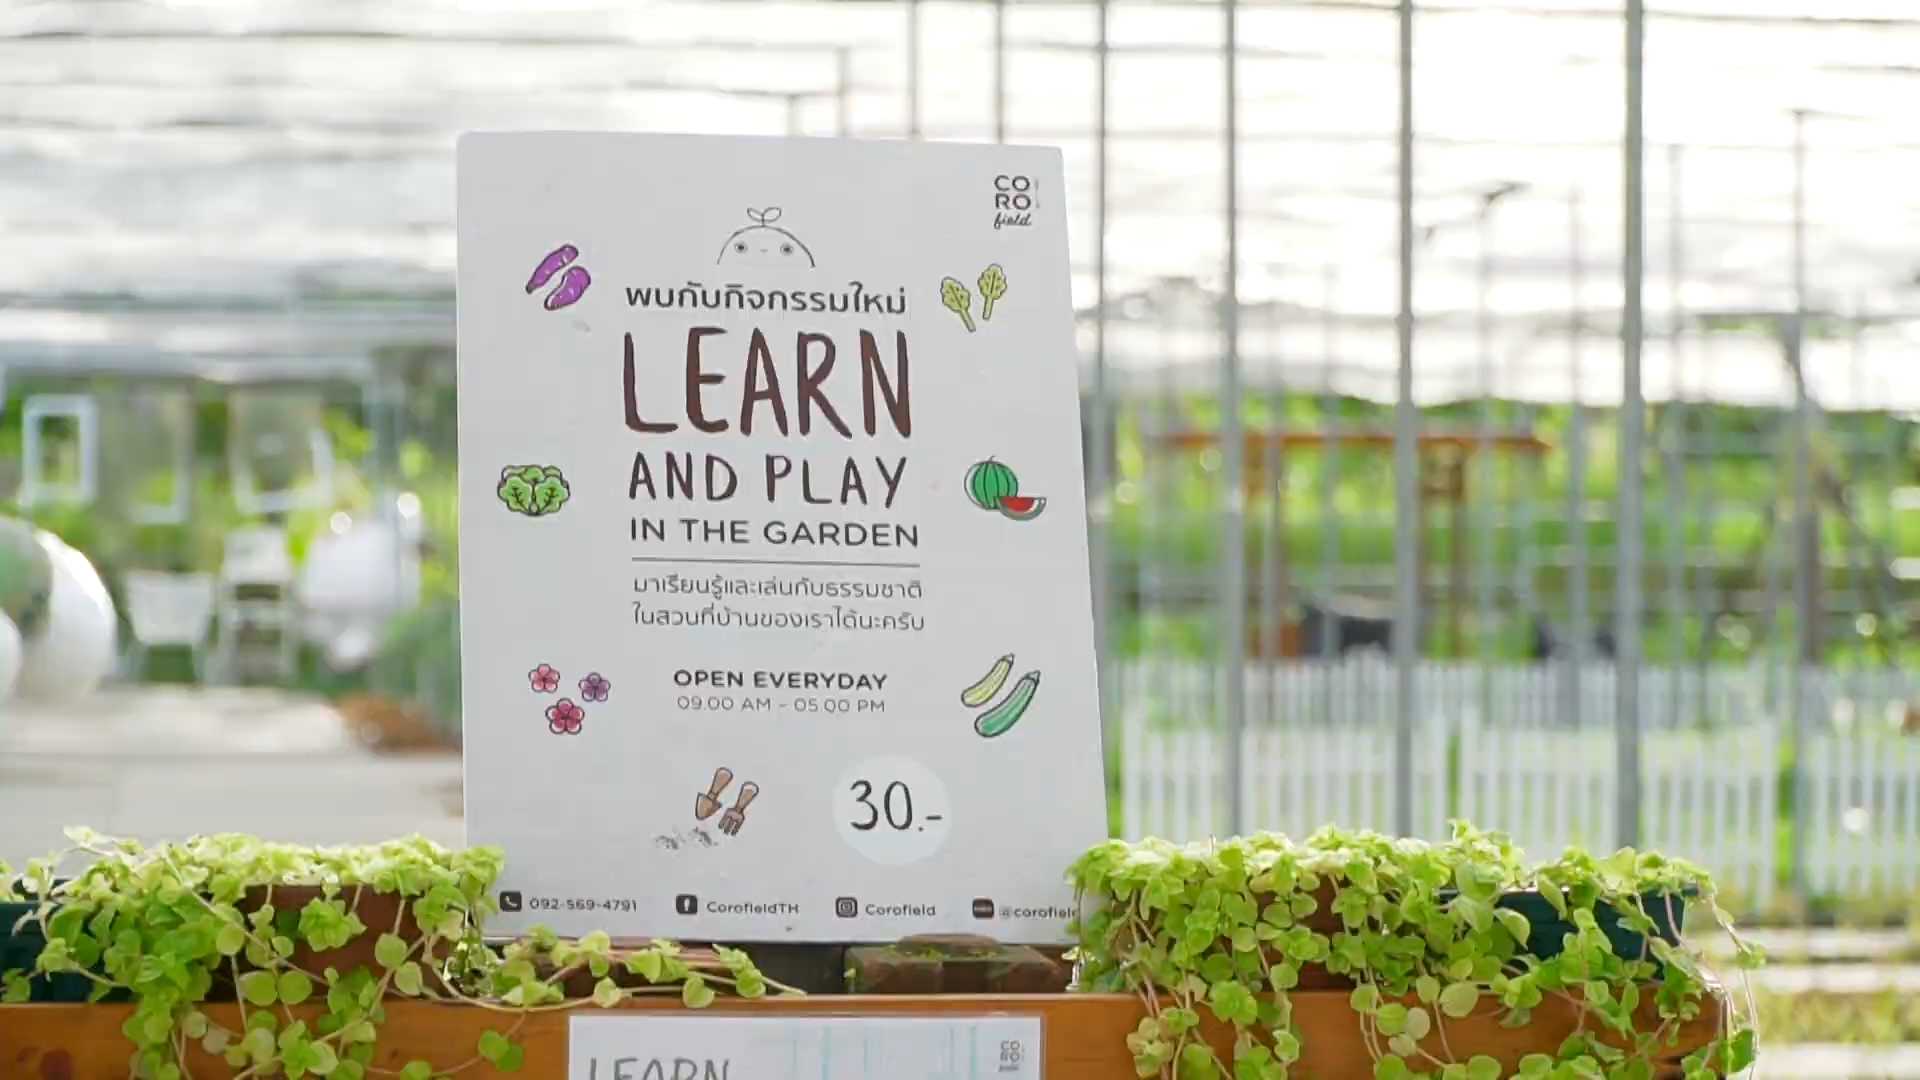 CO
RO
field
พบกับกิจกรรมใหม่
LEARN
AND PLAY
IN THE GARDEN
มาเรียนรู้และเล่นกับธรรมชาติ
ในสวนที่บ้านของเราได้นะครับ
OPEN EVERYDAY
09.00 AM - 05.00 PM
30.-
092-569-4791 CorofieldTH Corofield @corofield
LEARN
CO
RO